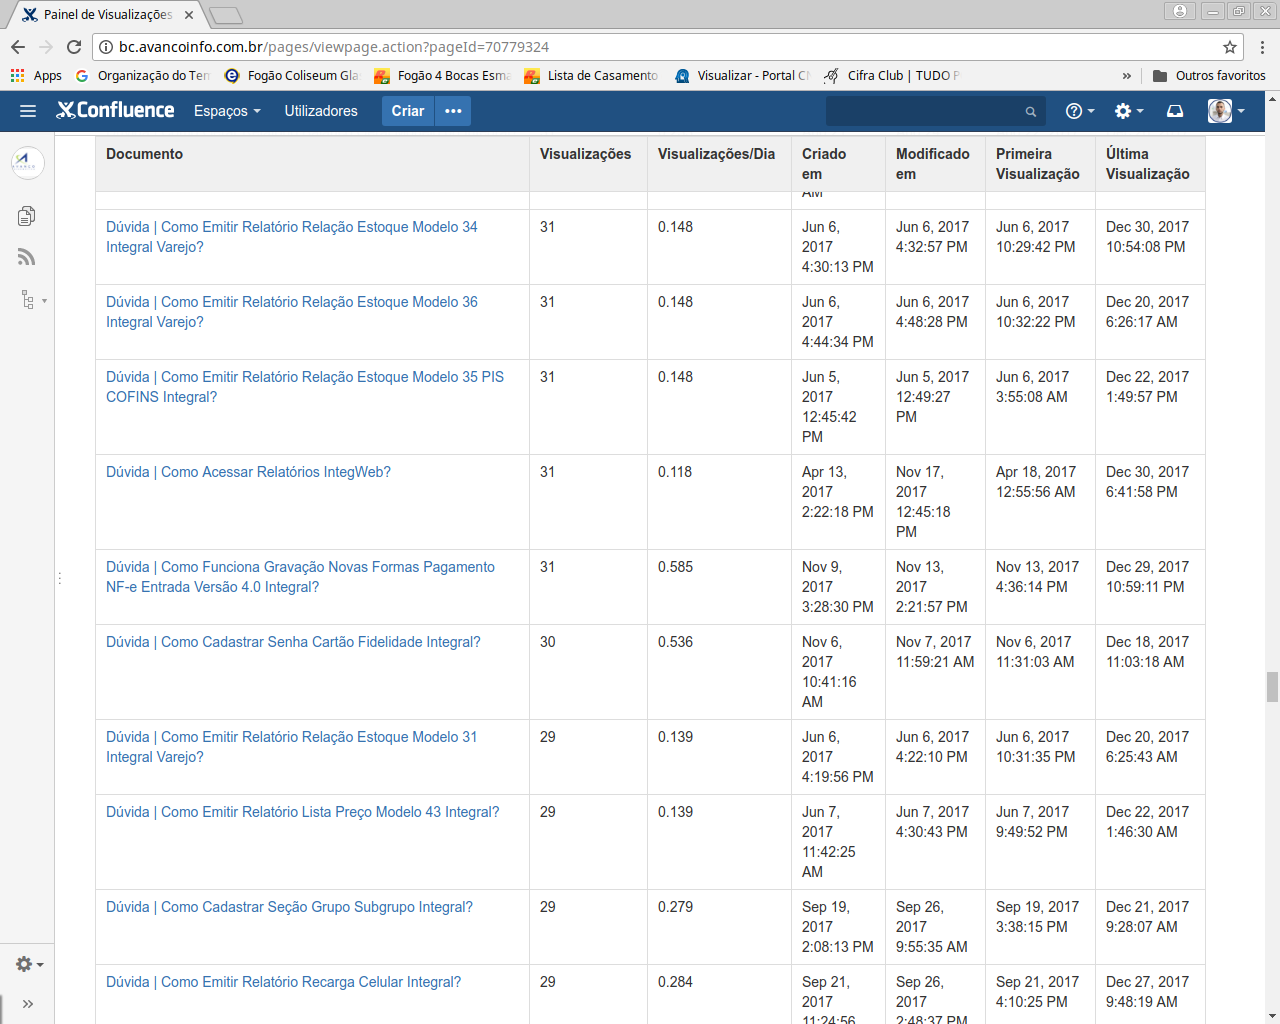 Painel de Visualizações
bc.avancoinfo.com.br/pages/viewpage.action?pageId=70779324
Apps Organização do Ter Fogão Coliseum Gla Fogão 4 Bocas Esma Lista de Casamento Visualizar - Portal C Cifra Club | TUDO P » Outros favoritos
Confluence Espaços Utilizadores Criar •••
Documento Visualizações Visualizações/Dia Criado em Modificado em Primeira Visualização Última Visualização
AM
Dúvida | Como Emitir Relatório Relação Estoque Modelo 34 31 0.148 Jun 6, Jun 6, 2017 Jun 6, 2017 Dec 30, 2017
Integral Varejo? 2017 4:32:57 PM 10:29:42 PM 10:54:08 PM
4:30:13 PM
Dúvida | Como Emitir Relatório Relação Estoque Modelo 36 31 0.148 Jun 6, Jun 6, 2017 Jun 6, 2017 Dec 20, 2017
Integral Varejo? 2017 4:48:28 PM 10:32:22 PM 6:26:17 AM
4:44:34 PM
Dúvida | Como Emitir Relatório Relação Estoque Modelo 35 PIS 31 0.148 Jun 5, Jun 5, 2017 Jun 6, 2017 Dec 22, 2017
COFINS Integral? 2017 12:49:27 3:55:08 AM 1:49:57 PM
12:45:42 PM
PM
Dúvida | Como Acessar Relatórios IntegWeb? 31 0.118 Apr 13, Nov 17, Apr 18, 2017 Dec 30, 2017
2017 2017 12:55:56 AM 6:41:58 PM
2:22:18 PM 12:45:18
PM
Dúvida | Como Funciona Gravação Novas Formas Pagamento 31 0.585 Nov 9, Nov 13, Nov 13, 2017 Dec 29, 2017
NF-e Entrada Versão 4.0 Integral? 2017 2017 4:36:14 PM 10:59:11 PM
3:28:30 PM 2:21:57 PM
Dúvida | Como Cadastrar Senha Cartão Fidelidade Integral? 30 0.536 Nov 6, Nov 7, 2017 Nov 6, 2017 Dec 18, 2017
2017 11:59:21 AM 11:31:03 AM 11:03:18 AM
10:41:16
AM
Dúvida | Como Emitir Relatório Relação Estoque Modelo 31 29 0.139 Jun 6, Jun 6, 2017 Jun 6, 2017 Dec 20, 2017
Integral Varejo? 2017 4:22:10 PM 10:31:35 PM 6:25:43 AM
4:19:56 PM
Dúvida | Como Emitir Relatório Lista Preço Modelo 43 Integral? 29 0.139 Jun 7, Jun 7, 2017 Jun 7, 2017 Dec 22, 2017
2017 4:30:43 PM 9:49:52 PM 1:46:30 AM
11:42:25
AM
Dúvida | Como Cadastrar Seção Grupo Subgrupo Integral? 29 0.279 Sep 19, Sep 26, Sep 19, 2017 Dec 21, 2017
2017 2017 3:38:15 PM 9:28:07 AM
2:08:13 PM 9:55:35 AM
Dúvida | Como Emitir Relatório Recarga Celular Integral? 29 0.284 Sep 21, Sep 26, Sep 21, 2017 Dec 27, 2017
2017 2017 4:10:25 PM 9:48:19 AM
11:24:56 2:48:37 PM